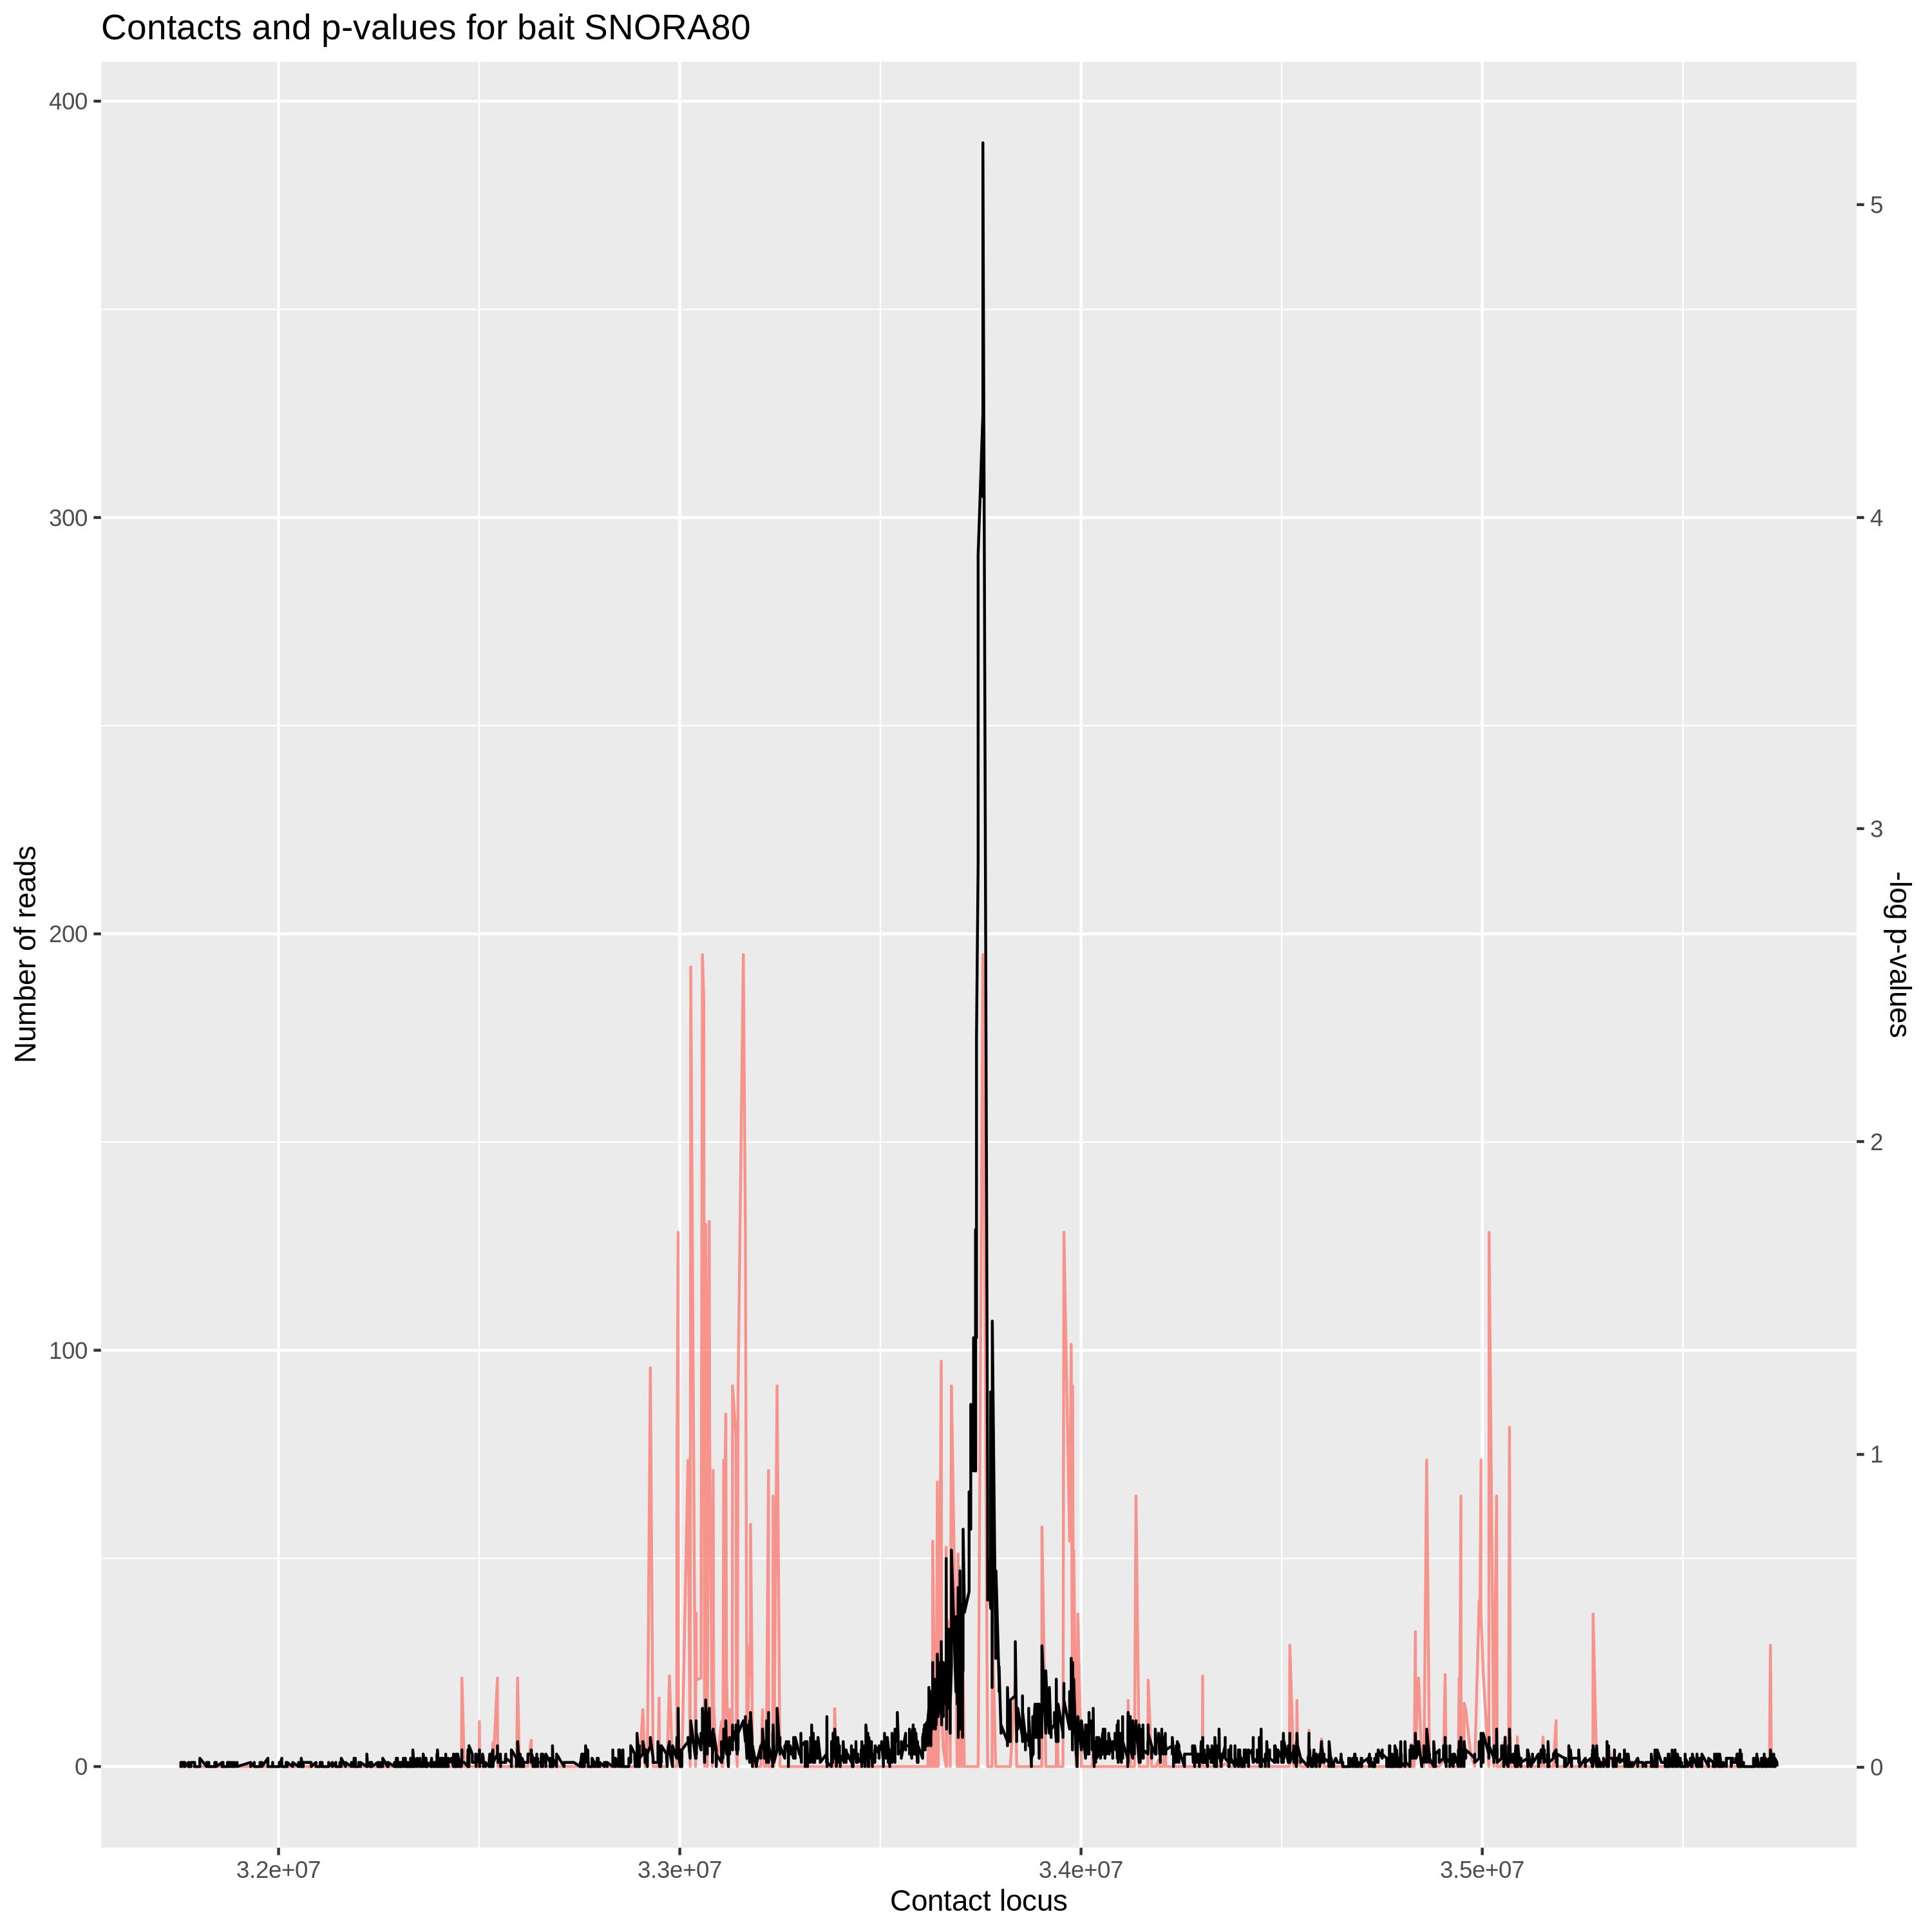 Contacts and p-values for bait SNORA80
400
300
200
100
0
Number of reads
5
4
3
2
1
0
-log p-values
3.2e+07
3.3e+07
3.4e+07
3.5e+07
Contact locus